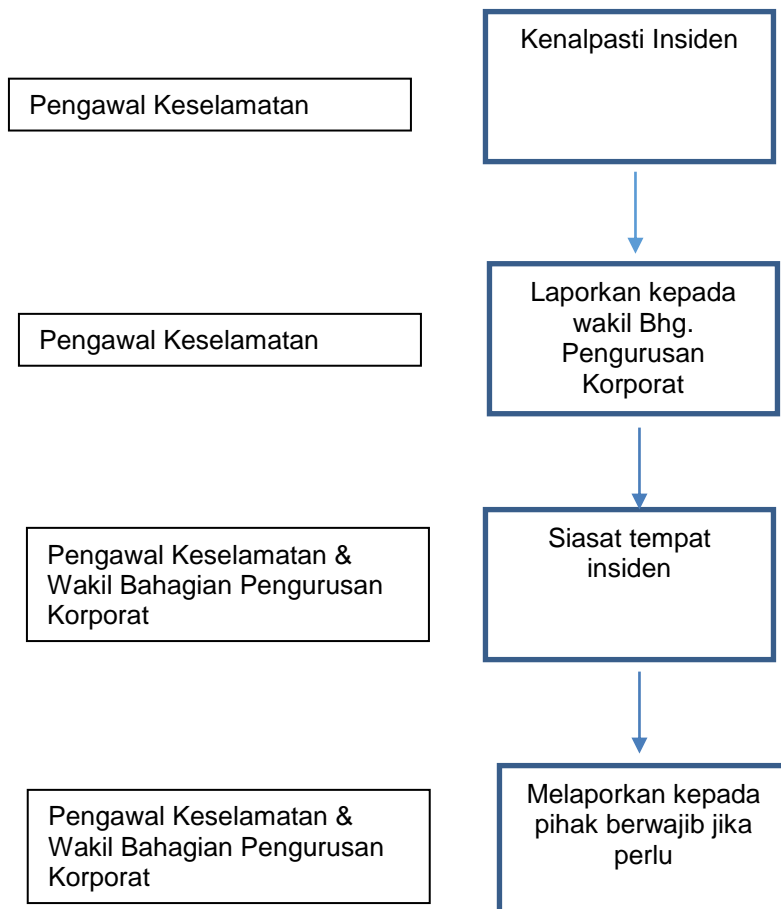 Kenalpasti Insiden
Pengawal Keselamatan
Laporkan kepada
wakil Bhg.
Pengurusan
Korporat
Pengawal Keselamatan
Siasat tempat
insiden
Pengawal Keselamatan &
Wakil Bahagian Pengurusan
Korporat
Melaporkan kepada
pihak berwajib jika
perlu
Pengawal Keselamatan &
Wakil Bahagian Pengurusan
Korporat